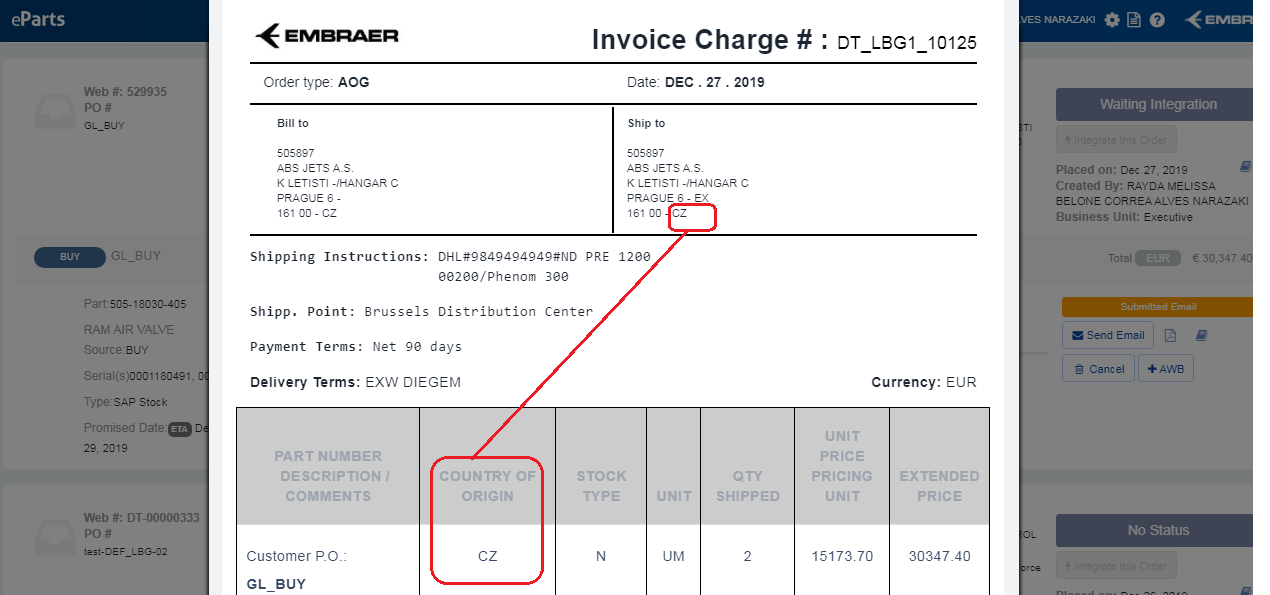 eParts
LVES NARAZAKI
EMBR
Web #: 529935
PO #
GL_BUY
BUY
GL_BUY
Part:505-18030-405
RAM AIR VALVE
Source:BUY
Serial(s)0001180491, 00
Type:SAP Stock
Promised Date: ETA De
29, 2019
Web #: DT-00000333
PO #
test-DEF_LBG-02
EMBRAER
Invoice Charge # : DT_LBG1_10125
Order type: AOG
Date: DEC . 27 . 2019
Bill to
505897
ABS JETS A.S.
K LETISTI -/HANGAR C
PRAGUE 6 -
161 00 - CZ
Ship to
505897
ABS JETS A.S.
K LETISTI -/HANGAR C
PRAGUE 6 - EX
161 00 - CZ
Shipping Instructions: DHL#9849494949#ND PRE 1200
00200/Phenom 300
Shipp. Point: Brussels Distribution Center
Payment Terms: Net 90 days
Delivery Terms: EXW DIEGEM
Currency: EUR
PART NUMBER
DESCRIPTION /
COMMENTS
COUNTRY OF
ORIGIN
STOCK
TYPE
UNIT
QTY
SHIPPED
UNIT
PRICE
PRICING
UNIT
EXTENDED
PRICE
Customer P.O.:
GL_BUY
CZ
N
UM
2
15173.70
30347.40
STI
Waiting Integration
Integrate this Order
Placed on: Dec 27, 2019
Created By: RAYDA MELISSA
BELONE CORREA ALVES NARAZAKI
Business Unit: Executive
Total EUR € 30,347.40
Submitted Email
Send Email
Cancel
AWB
ROL
orce
No Status
Integrate this Order